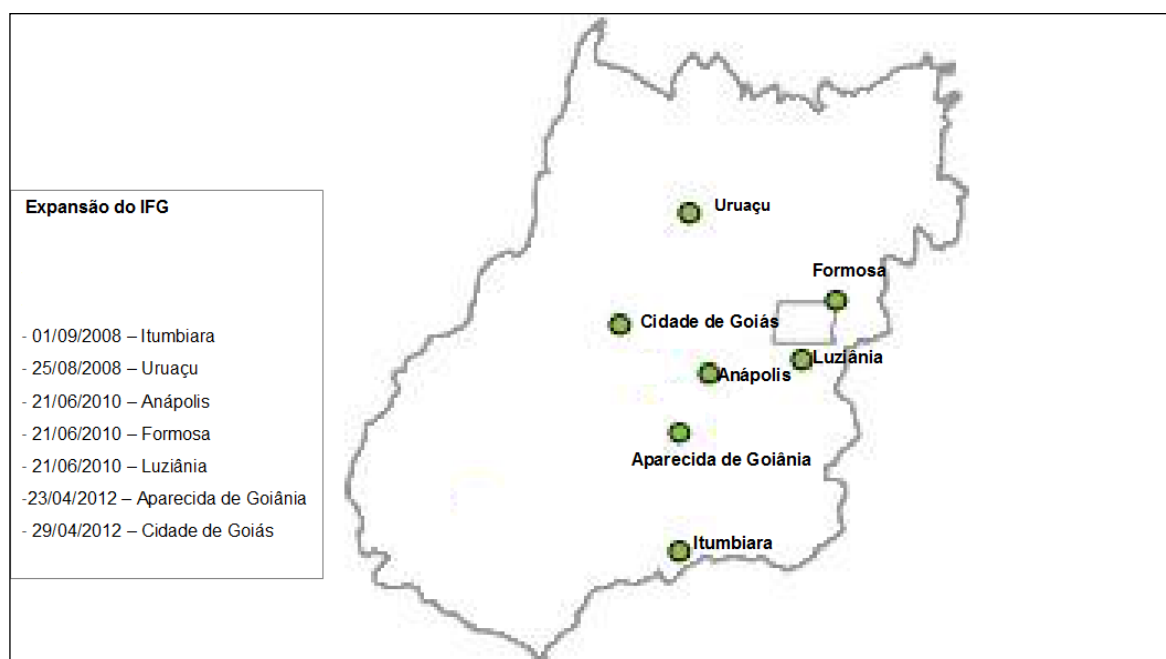 Expansão do IFG
- 01/09/2008 – Itumbiara
- 25/08/2008 – Uruaçu
- 21/06/2010 – Anápolis
- 21/06/2010 – Formosa
- 21/06/2010 – Luziânia
-23/04/2012 – Aparecida de Goiânia
- 29/04/2012 – Cidade de Goiás
Uruaçu
Formosa
Cidade de Goiás
Luziânia
Anápolis
Aparecida de Goiânia
Itumbiara